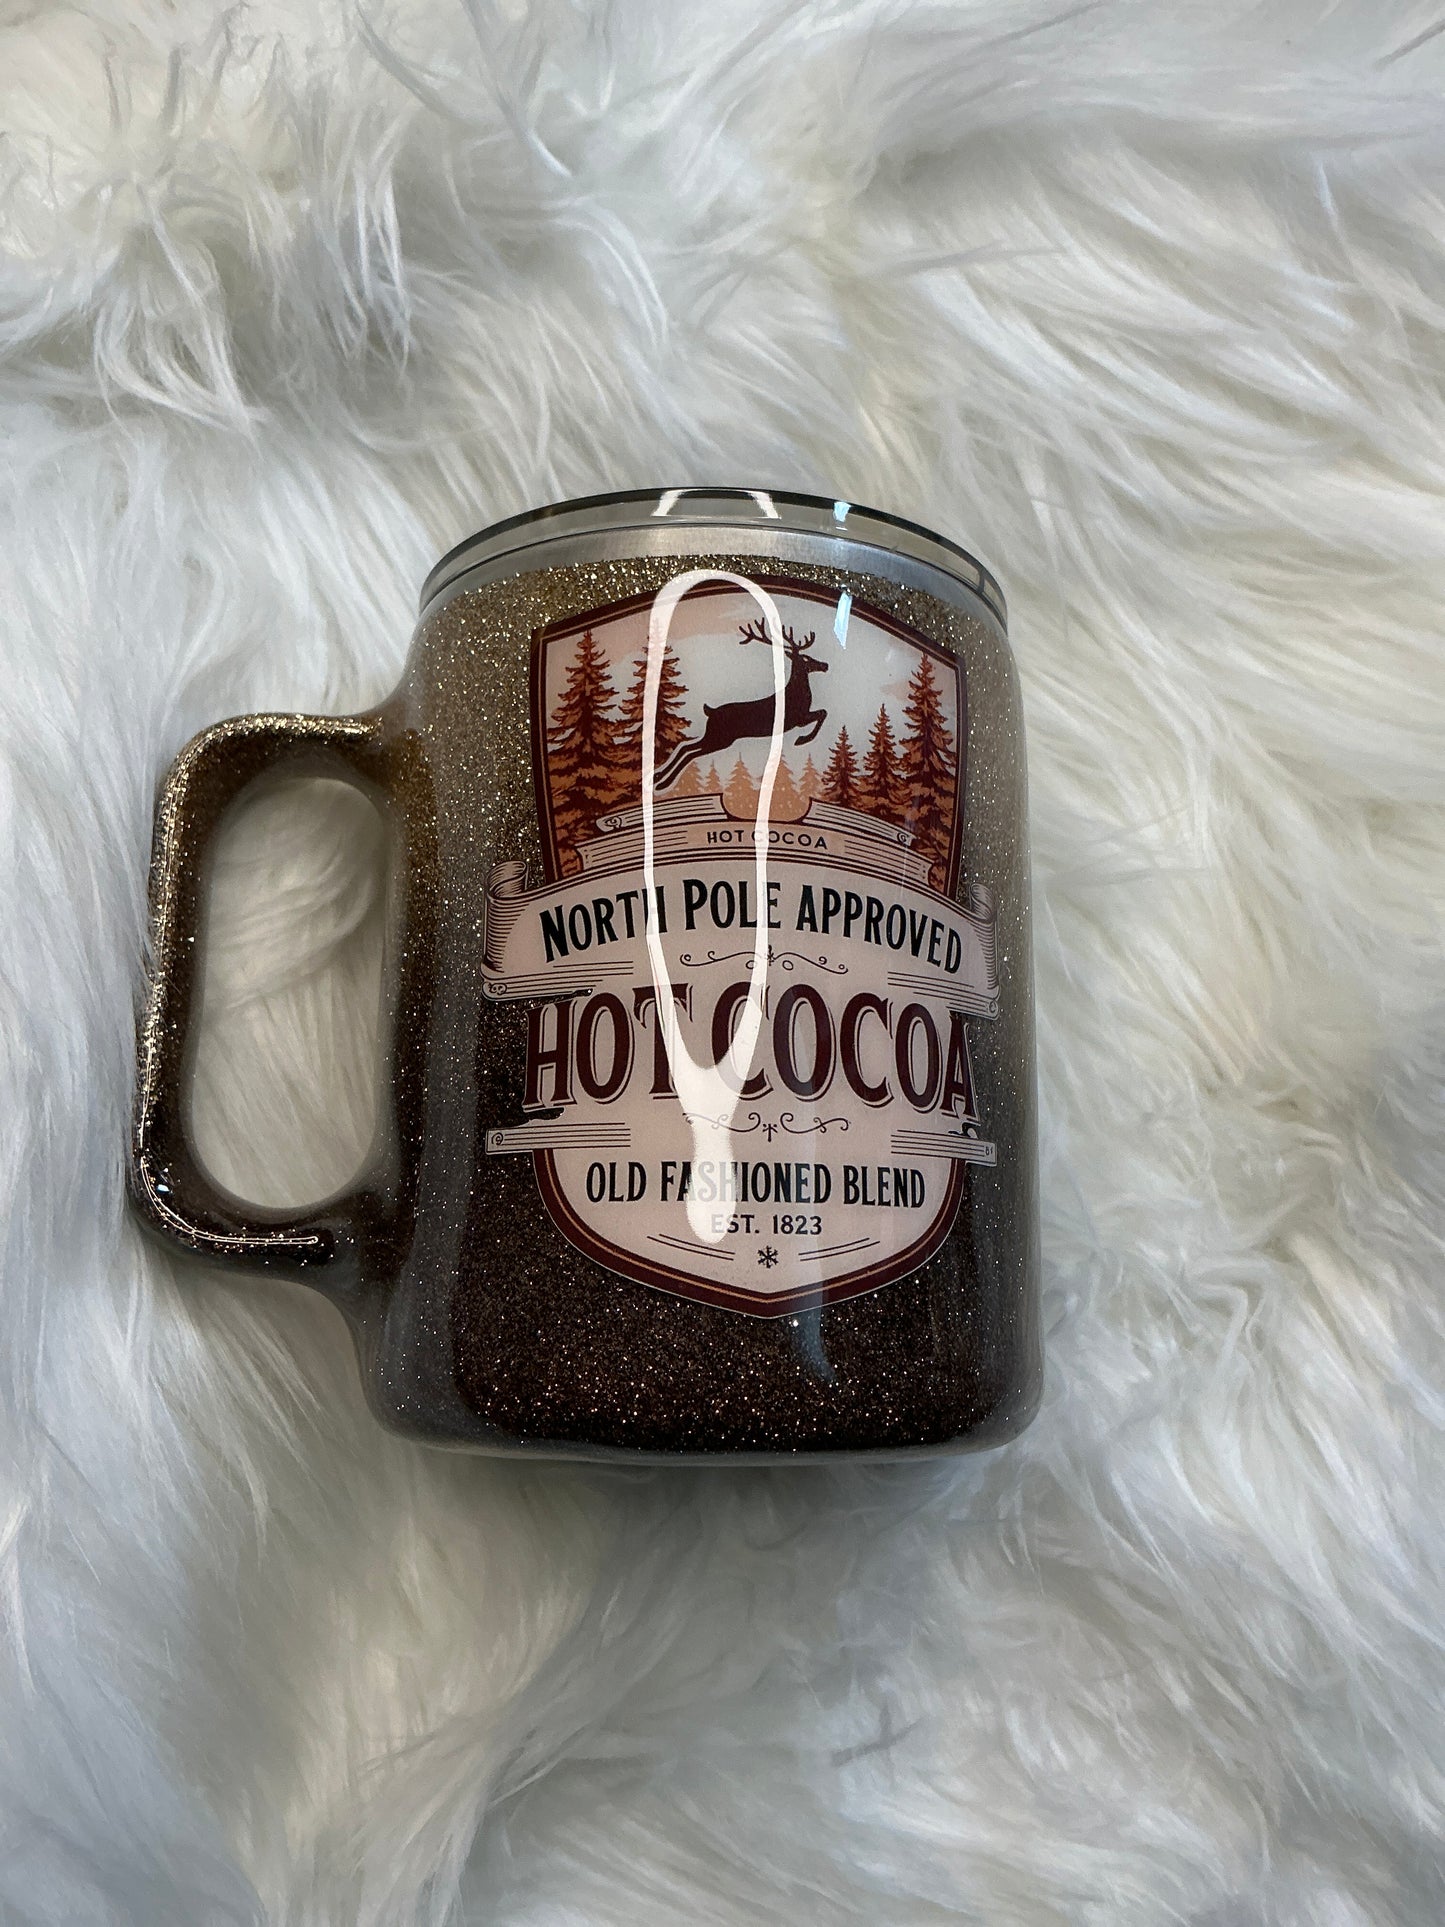 HOT COCOA
NORTH POLE APPROVED
HOT COCOA
OLD FASHIONED BLEND
EST. 1823